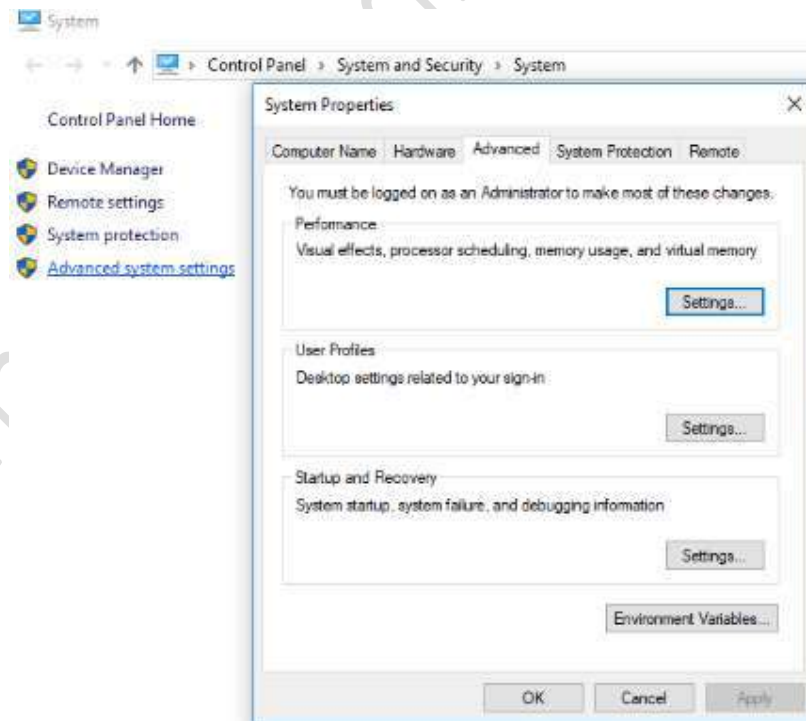 System
Control Panel > System and Security > System
Control Panel Home
Device Manager
Remote settings
System protection
Advanced system settings
System Properties
Computer Name Hardware Advanced System Protection Remote
You must be logged on as an Administrator to make most of these changes.
Performance
Visual effects, processor scheduling, memory usage, and virtual memory
Settings...
User Profiles
Desktop settings related to your sign-in
Settings...
Startup and Recovery
System startup, system failure, and debugging information
Settings...
Environment Variables...
OK Cancel Apply